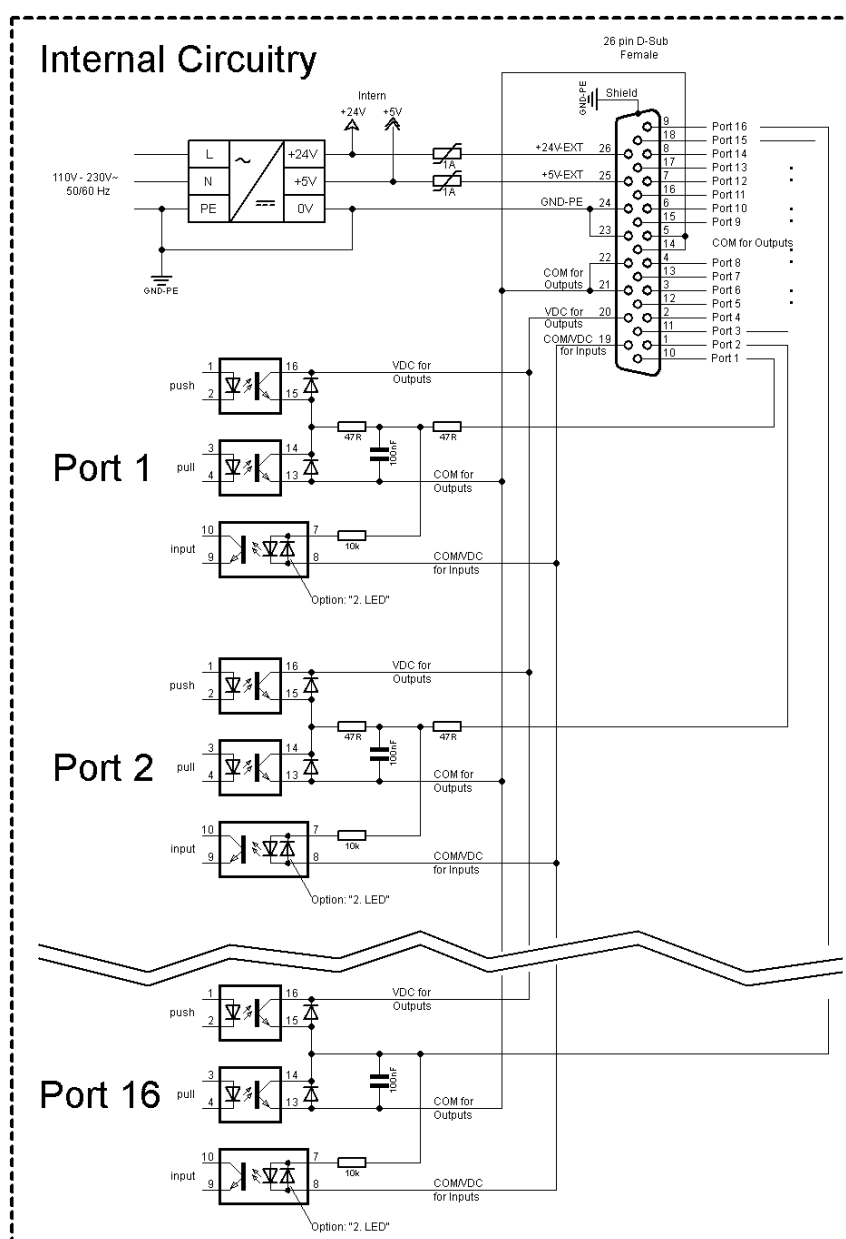 Internal Circuitry
26 pin D-Sub
Female
GND-PE
Shield
Intern
+24V
+5V
110V - 230V~
50/60 Hz
L
N
PE
+24V
+5V
0V
1A
1A
GND-PE
+24V-EXT 26
+5V-EXT 25
GND-PE 24
23
22
COM for
Outputs 21
VDC for 20
Outputs
COM/VDC 19
for Inputs
9 Port 16
18 Port 15
8 Port 14
17 Port 13
7 Port 12
16 Port 11
6 Port 10
15 Port 9
5
14 COM for Outputs
4 Port 8
13 Port 7
3 Port 6
12 Port 5
2 Port 4
11 Port 3
1 Port 2
10 Port 1
Port 1
push
1
2
16
15
VDC for
Outputs
47R
100nF
47R
pull
3
4
14
13
COM for
Outputs
input
10
9
7
8
10k
COM/VDC
for Inputs
Option: "2. LED"
Port 2
push
1
2
16
15
VDC for
Outputs
47R
100nF
47R
pull
3
4
14
13
COM for
Outputs
input
10
9
7
8
10k
COM/VDC
for Inputs
Option: "2. LED"
Port 16
push
1
2
16
15
VDC for
Outputs
100nF
pull
3
4
14
13
COM for
Outputs
input
10
9
7
8
10k
COM/VDC
for Inputs
Option: "2. LED"